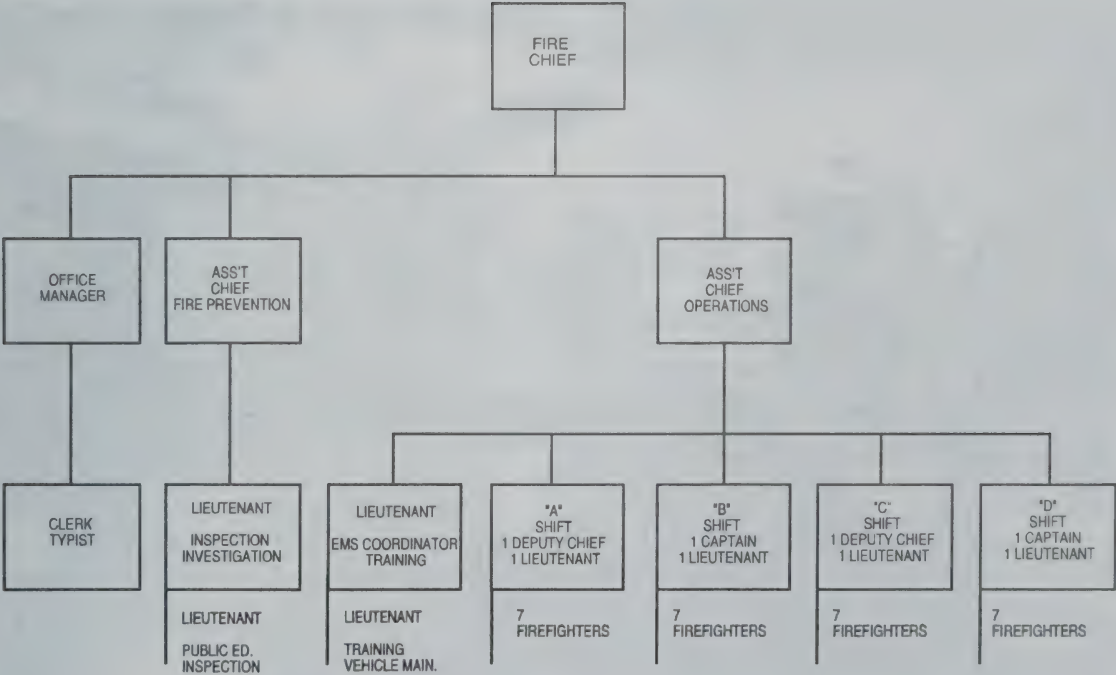 FIRE
CHIEF
OFFICE
MANAGER
ASS'T
CHIEF
FIRE PREVENTION
ASS'T
CHIEF
OPERATIONS
CLERK
TYPIST
LIEUTENANT
INSPECTION
INVESTIGATION
LIEUTENANT
PUBLIC ED.
INSPECTION
LIEUTENANT
EMS COORDINATOR
TRAINING
LIEUTENANT
TRAINING
VEHICLE MAIN.
"A"
SHIFT
1 DEPUTY CHIEF
1 LIEUTENANT
7
FIREFIGHTERS
"B"
SHIFT
1 CAPTAIN
1 LIEUTENANT
7
FIREFIGHTERS
"C"
SHIFT
1 DEPUTY CHIEF
1 LIEUTENANT
7
FIREFIGHTERS
"D"
SHIFT
1 CAPTAIN
1 LIEUTENANT
7
FIREFIGHTERS